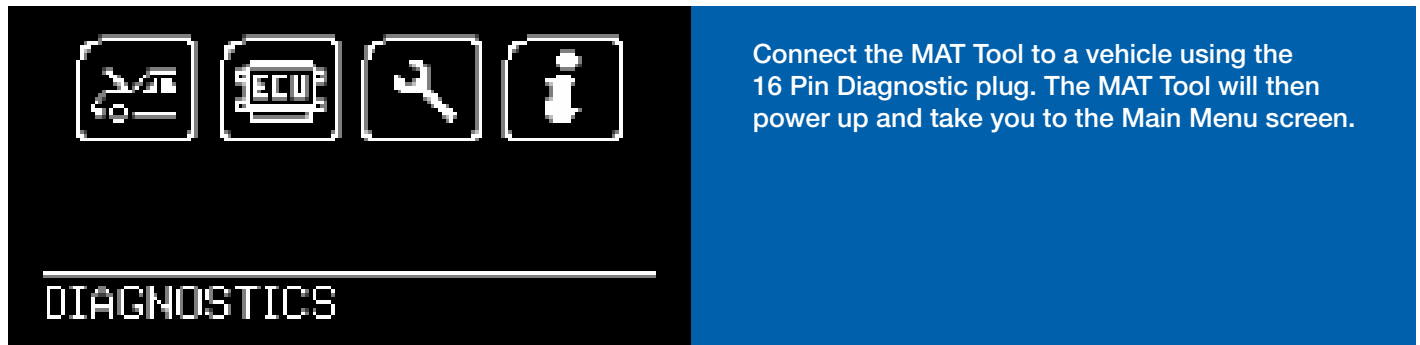 ECU
DIAGNOSTICS
Connect the MAT Tool to a vehicle using the
16 Pin Diagnostic plug. The MAT Tool will then
power up and take you to the Main Menu screen.